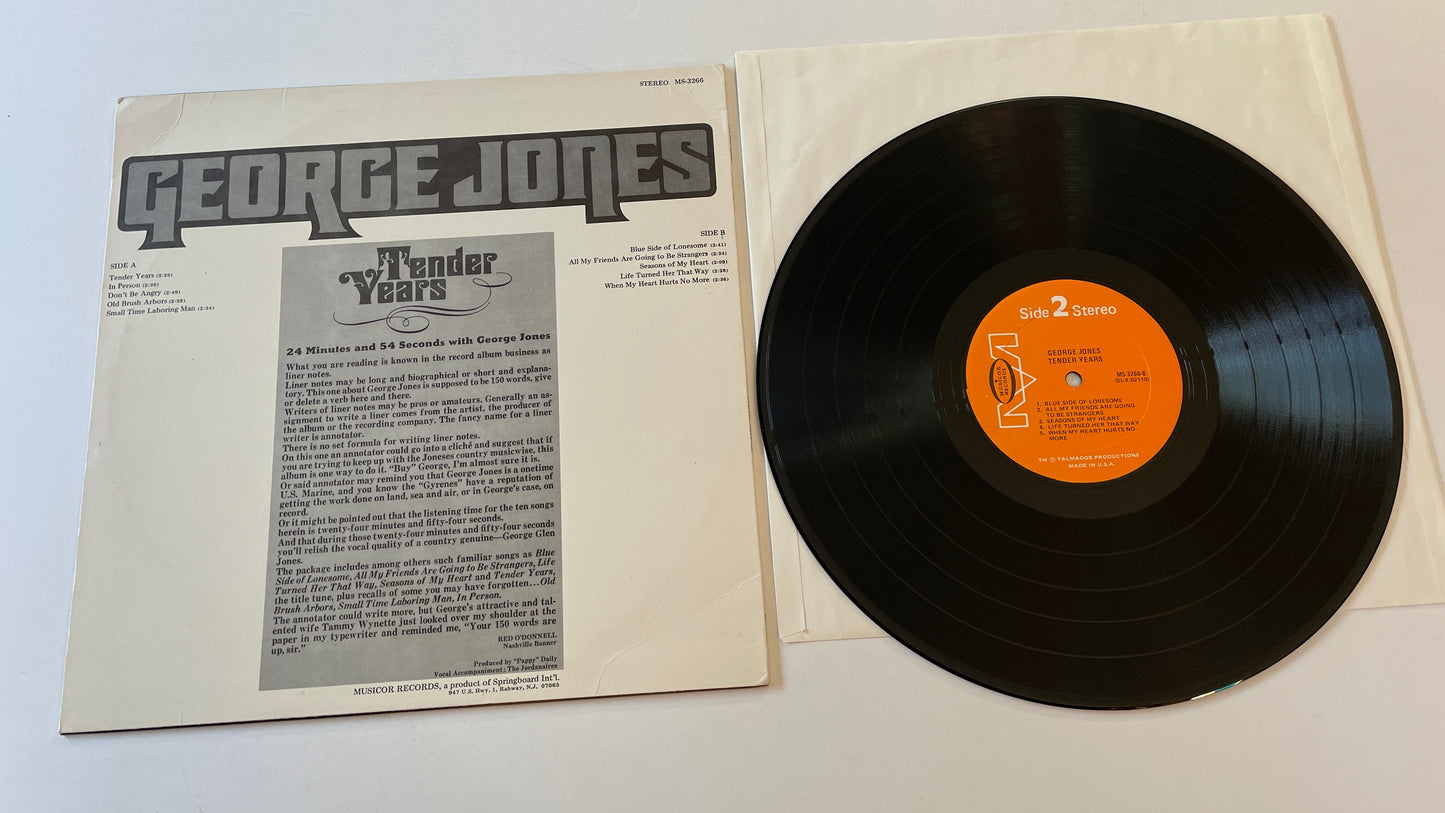 STEREO MS-3266
GEORGE JONES
SIDE A
Tender Years (2:25)
In Person (2:28)
Don't Be Angry (2:49)
Old Brush Arbors (2:28)
Small Time Laboring Man (2:34)
SIDE B
Blue Side of Lonesome (2:41)
All My Friends Are Going to Be Strangers (2:24)
Seasons of My Heart (2:09)
Life Turned Her That Way (2:38)
When My Heart Hurts No More (2:36)
Tender
Years
24 Minutes and 54 Seconds with George Jones
What you are reading is known in the record album business as
liner notes.
Liner notes may be long and biographical or short and explana-
tory. This one about George Jones is supposed to be 150 words, give
or delete a verb here and there.
Writers of liner notes may be pros or amateurs. Generally an as-
signment to write a liner comes from the artist, the producer of
the album or the recording company. The fancy name for a liner
writer is annotator.
There is no set formula for writing liner notes.
On this one an annotator could go into a cliché and suggest that if
you are trying to keep up with the Joneses country musicwise, this
album is one way to do it. "Buy" George, I'm almost sure it is.
Or said annotator may remind you that George Jones is a onetime
U.S. Marine, and you know the "Gyrenes" have a reputation of
getting the work done on land, sea and air, or in George's case, on
record.
Or it might be pointed out that the listening time for the ten songs
herein is twenty-four minutes and fifty-four seconds.
And that during those twenty-four minutes and fifty-four seconds
you'll relish the vocal quality of a country genuine—George Glen
Jones.
The package includes among others such familiar songs as Blue
Side of Lonesome, All My Friends Are Going to Be Strangers, Life
Turned Her That Way, Seasons of My Heart and Tender Years,
the title tune, plus recalls of some you may have forgotten...Old
Brush Arbors, Small Time Laboring Man, In Person.
The annotator could write more, but George's attractive and tal-
ented wife Tammy Wynette just looked over my shoulder at the
paper in my typewriter and reminded me, "Your 150 words are
up, sir."
RED O'DONNELL
Nashville Banner
Produced by "Pappy" Daily
Vocal Accompaniment: The Jordanaires
MUSICOR RECORDS, a product of Springboard Int'l.
947 U.S. Hwy. 1, Rahway, N.J. 07065
Side 2 Stereo
GEORGE JONES
TENDER YEARS
MUSICOR
RECORDS
MS-3266-B
(SLX-02110)
1. BLUE SIDE OF LONESOME
2. ALL MY FRIENDS ARE GOING
TO BE STRANGERS
3. SEASONS OF MY HEART
4. LIFE TURNED HER THAT WAY
5. WHEN MY HEART HURTS NO
MORE
TM Ⓟ TALMADGE PRODUCTIONS
MADE IN U.S.A.